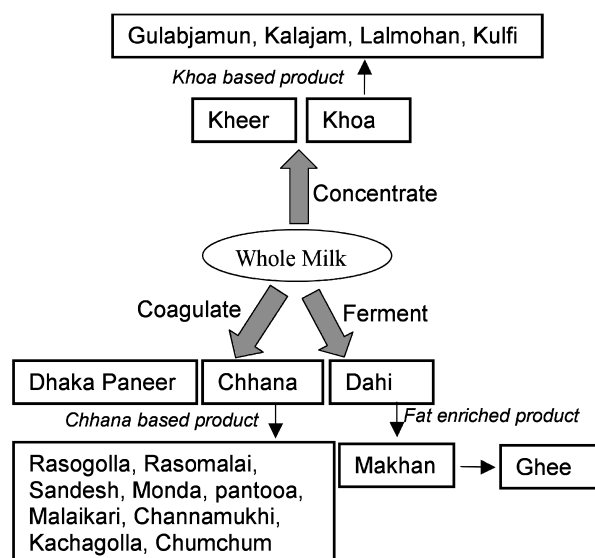 Gulabjamun, Kalajam, Lalmohan, Kulfi
Khoa based product
Kheer
Khoa
Concentrate
Whole Milk
Coagulate
Ferment
Dhaka Paneer
Chhana
Dahi
Chhana based product
Fat enriched product
Rasogolla, Rasomalai,
Sandesh, Monda, pantooa,
Malaikari, Channamukhi,
Kachagolla, Chumchum
Makhan
Ghee